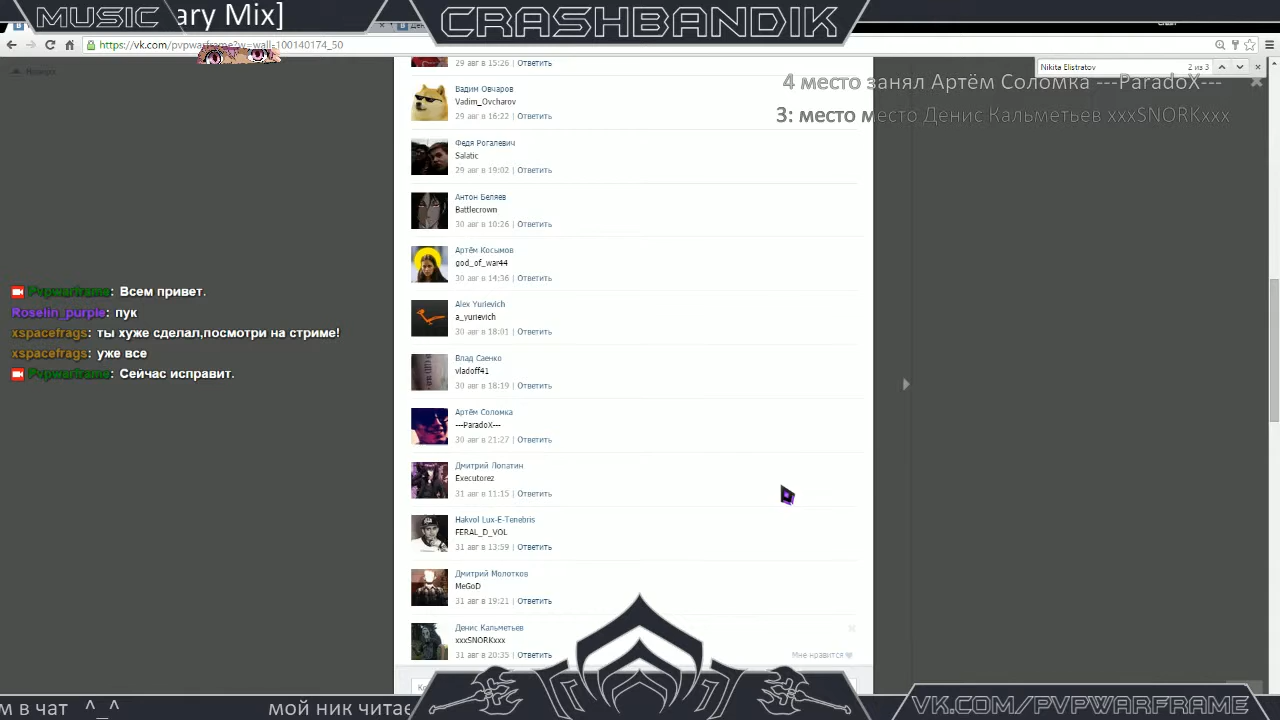 MUSIC
ary Mix]
CRASHBANDIK
https://vk.com/pvpwarframe?w=wall-100140174_50
Nikita Elistratov
2 из 3
Наверх
4 место занял Артём Соломка ---ParadoX---
3: место место Денис Кальметьев xxxSNORKxxx
29 авг в 15:26 | Ответить
Вадим Овчаров
Vadim_Ovcharov
29 авг в 16:22 | Ответить
Федя Рогалевич
Salatic
29 авг в 19:02 | Ответить
Антон Беляев
Battlecrown
30 авг в 10:26 | Ответить
Артём Косымов
god_of_war44
30 авг в 14:36 | Ответить
Alex Yurievich
a_yurievich
30 авг в 18:01 | Ответить
Влад Саенко
vladoff41
30 авг в 18:19 | Ответить
Артём Соломка
---ParadoX---
30 авг в 21:27 | Ответить
Дмитрий Лопатин
Executorez
31 авг в 11:15 | Ответить
Hakvol Lux-E-Tenebris
FERAL_D_VOL
31 авг в 13:59 | Ответить
Дмитрий Молотков
MeGoD
31 авг в 19:21 | Ответить
Денис Кальметьев
xxxSNORKxxx
31 авг в 20:35 | Ответить
Мне нравится
Pvpwarframe: Всем привет.
Roselin_purple: пук
xspacefrags: ты хуже сделал,посмотри на стриме!
xspacefrags: уже все
Pvpwarframe: Сейчас исправит.
м в чат ^_^
мой ник читае
VK.COM/PVPWARFRAME